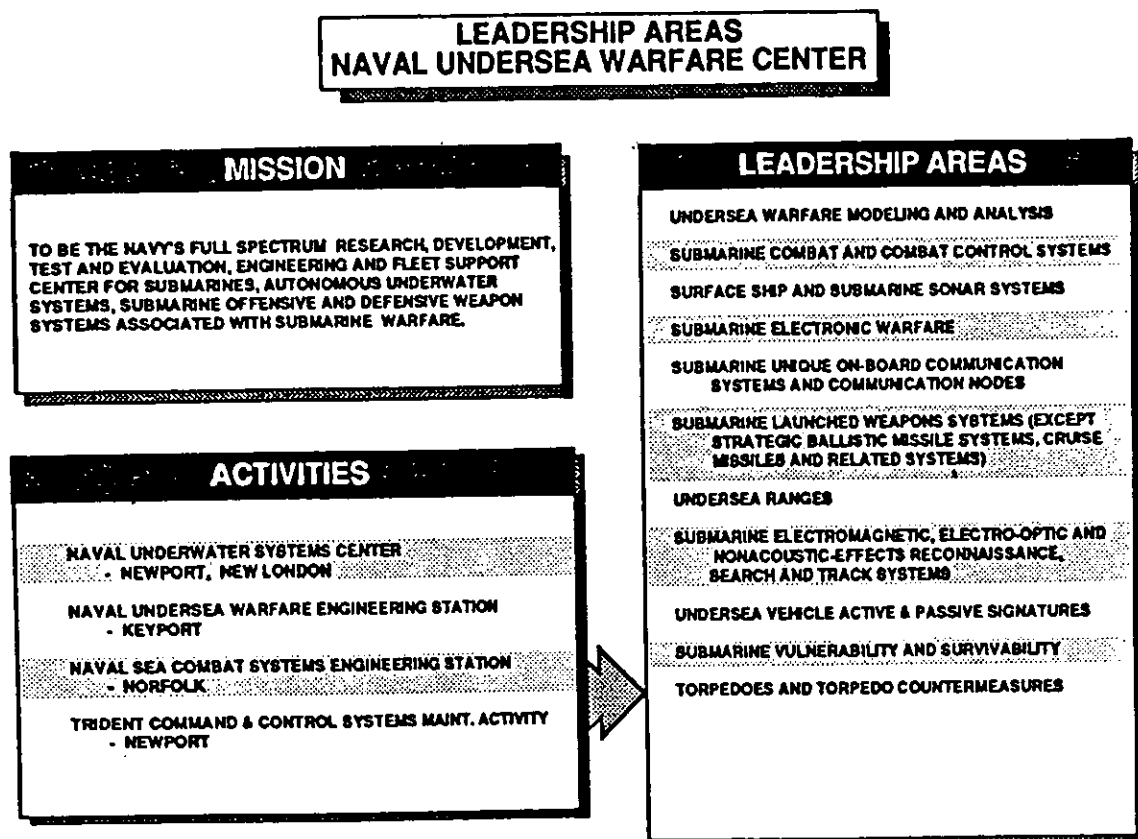 LEADERSHIP AREAS
NAVAL UNDERSEA WARFARE CENTER
MISSION
TO BE THE NAVY'S FULL SPECTRUM RESEARCH, DEVELOPMENT,
TEST AND EVALUATION, ENGINEERING AND FLEET SUPPORT
CENTER FOR SUBMARINES, AUTONOMOUS UNDERWATER
SYSTEMS, SUBMARINE OFFENSIVE AND DEFENSIVE WEAPON
SYSTEMS ASSOCIATED WITH SUBMARINE WARFARE.
ACTIVITIES
NAVAL UNDERWATER SYSTEMS CENTER
- NEWPORT, NEW LONDON
NAVAL UNDERSEA WARFARE ENGINEERING STATION
- KEYPORT
NAVAL SEA COMBAT SYSTEMS ENGINEERING STATION
- NORFOLK
TRIDENT COMMAND & CONTROL SYSTEMS MAINT. ACTIVITY
- NEWPORT
LEADERSHIP AREAS
UNDERSEA WARFARE MODELING AND ANALYSIS
SUBMARINE COMBAT AND COMBAT CONTROL SYSTEMS
SURFACE SHIP AND SUBMARINE SONAR SYSTEMS
SUBMARINE ELECTRONIC WARFARE
SUBMARINE UNIQUE ON-BOARD COMMUNICATION
SYSTEMS AND COMMUNICATION NODES
SUBMARINE LAUNCHED WEAPONS SYSTEMS (EXCEPT
STRATEGIC BALLISTIC MISSILE SYSTEMS, CRUISE
MISSILES AND RELATED SYSTEMS)
UNDERSEA RANGES
SUBMARINE ELECTROMAGNETIC, ELECTRO-OPTIC AND
NONACOUSTIC-EFFECTS RECONNAISSANCE,
SEARCH AND TRACK SYSTEMS
UNDERSEA VEHICLE ACTIVE & PASSIVE SIGNATURES
SUBMARINE VULNERABILITY AND SURVIVABILITY
TORPEDOES AND TORPEDO COUNTERMEASURES